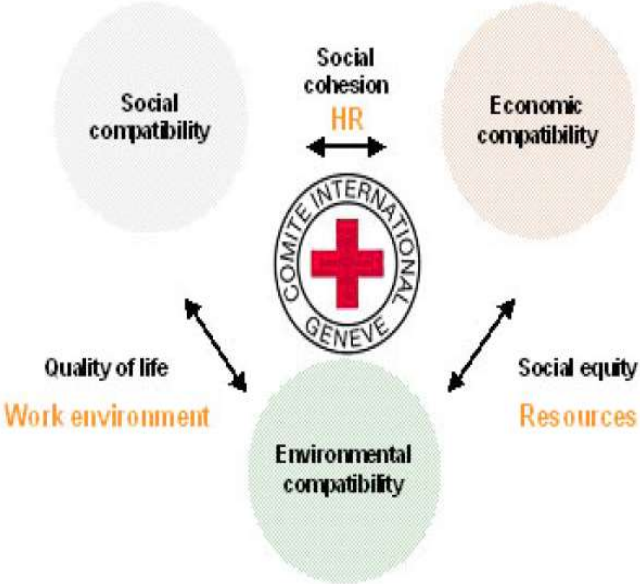 Social
cohesion
HR
Social
compatibility
Economic
compatibility
COMITE INTERNATIONAL
GENEVE
Quality of life
Work environment
Social equity
Resources
Environmental
compatibility